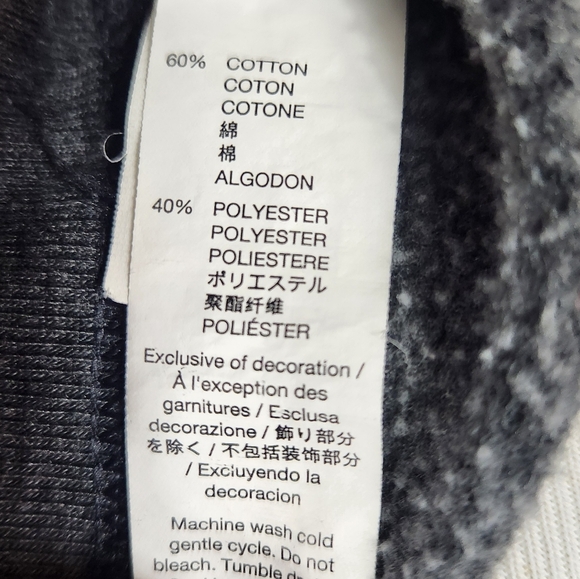 60% COTTON
COTON
COTONE
綿
棉
ALGODON
40% POLYESTER
POLYESTER
POLIESTERE
ポリエステル
聚酯纤维
POLIÉSTER
Exclusive of decoration /
À l'exception des
garnitures / Esclusa
decorazione / 飾り部分
を除く / 不包括装饰部分
/ Excluyendo la
decoracion
Machine wash cold
gentle cycle. Do not
bleach. Tumble